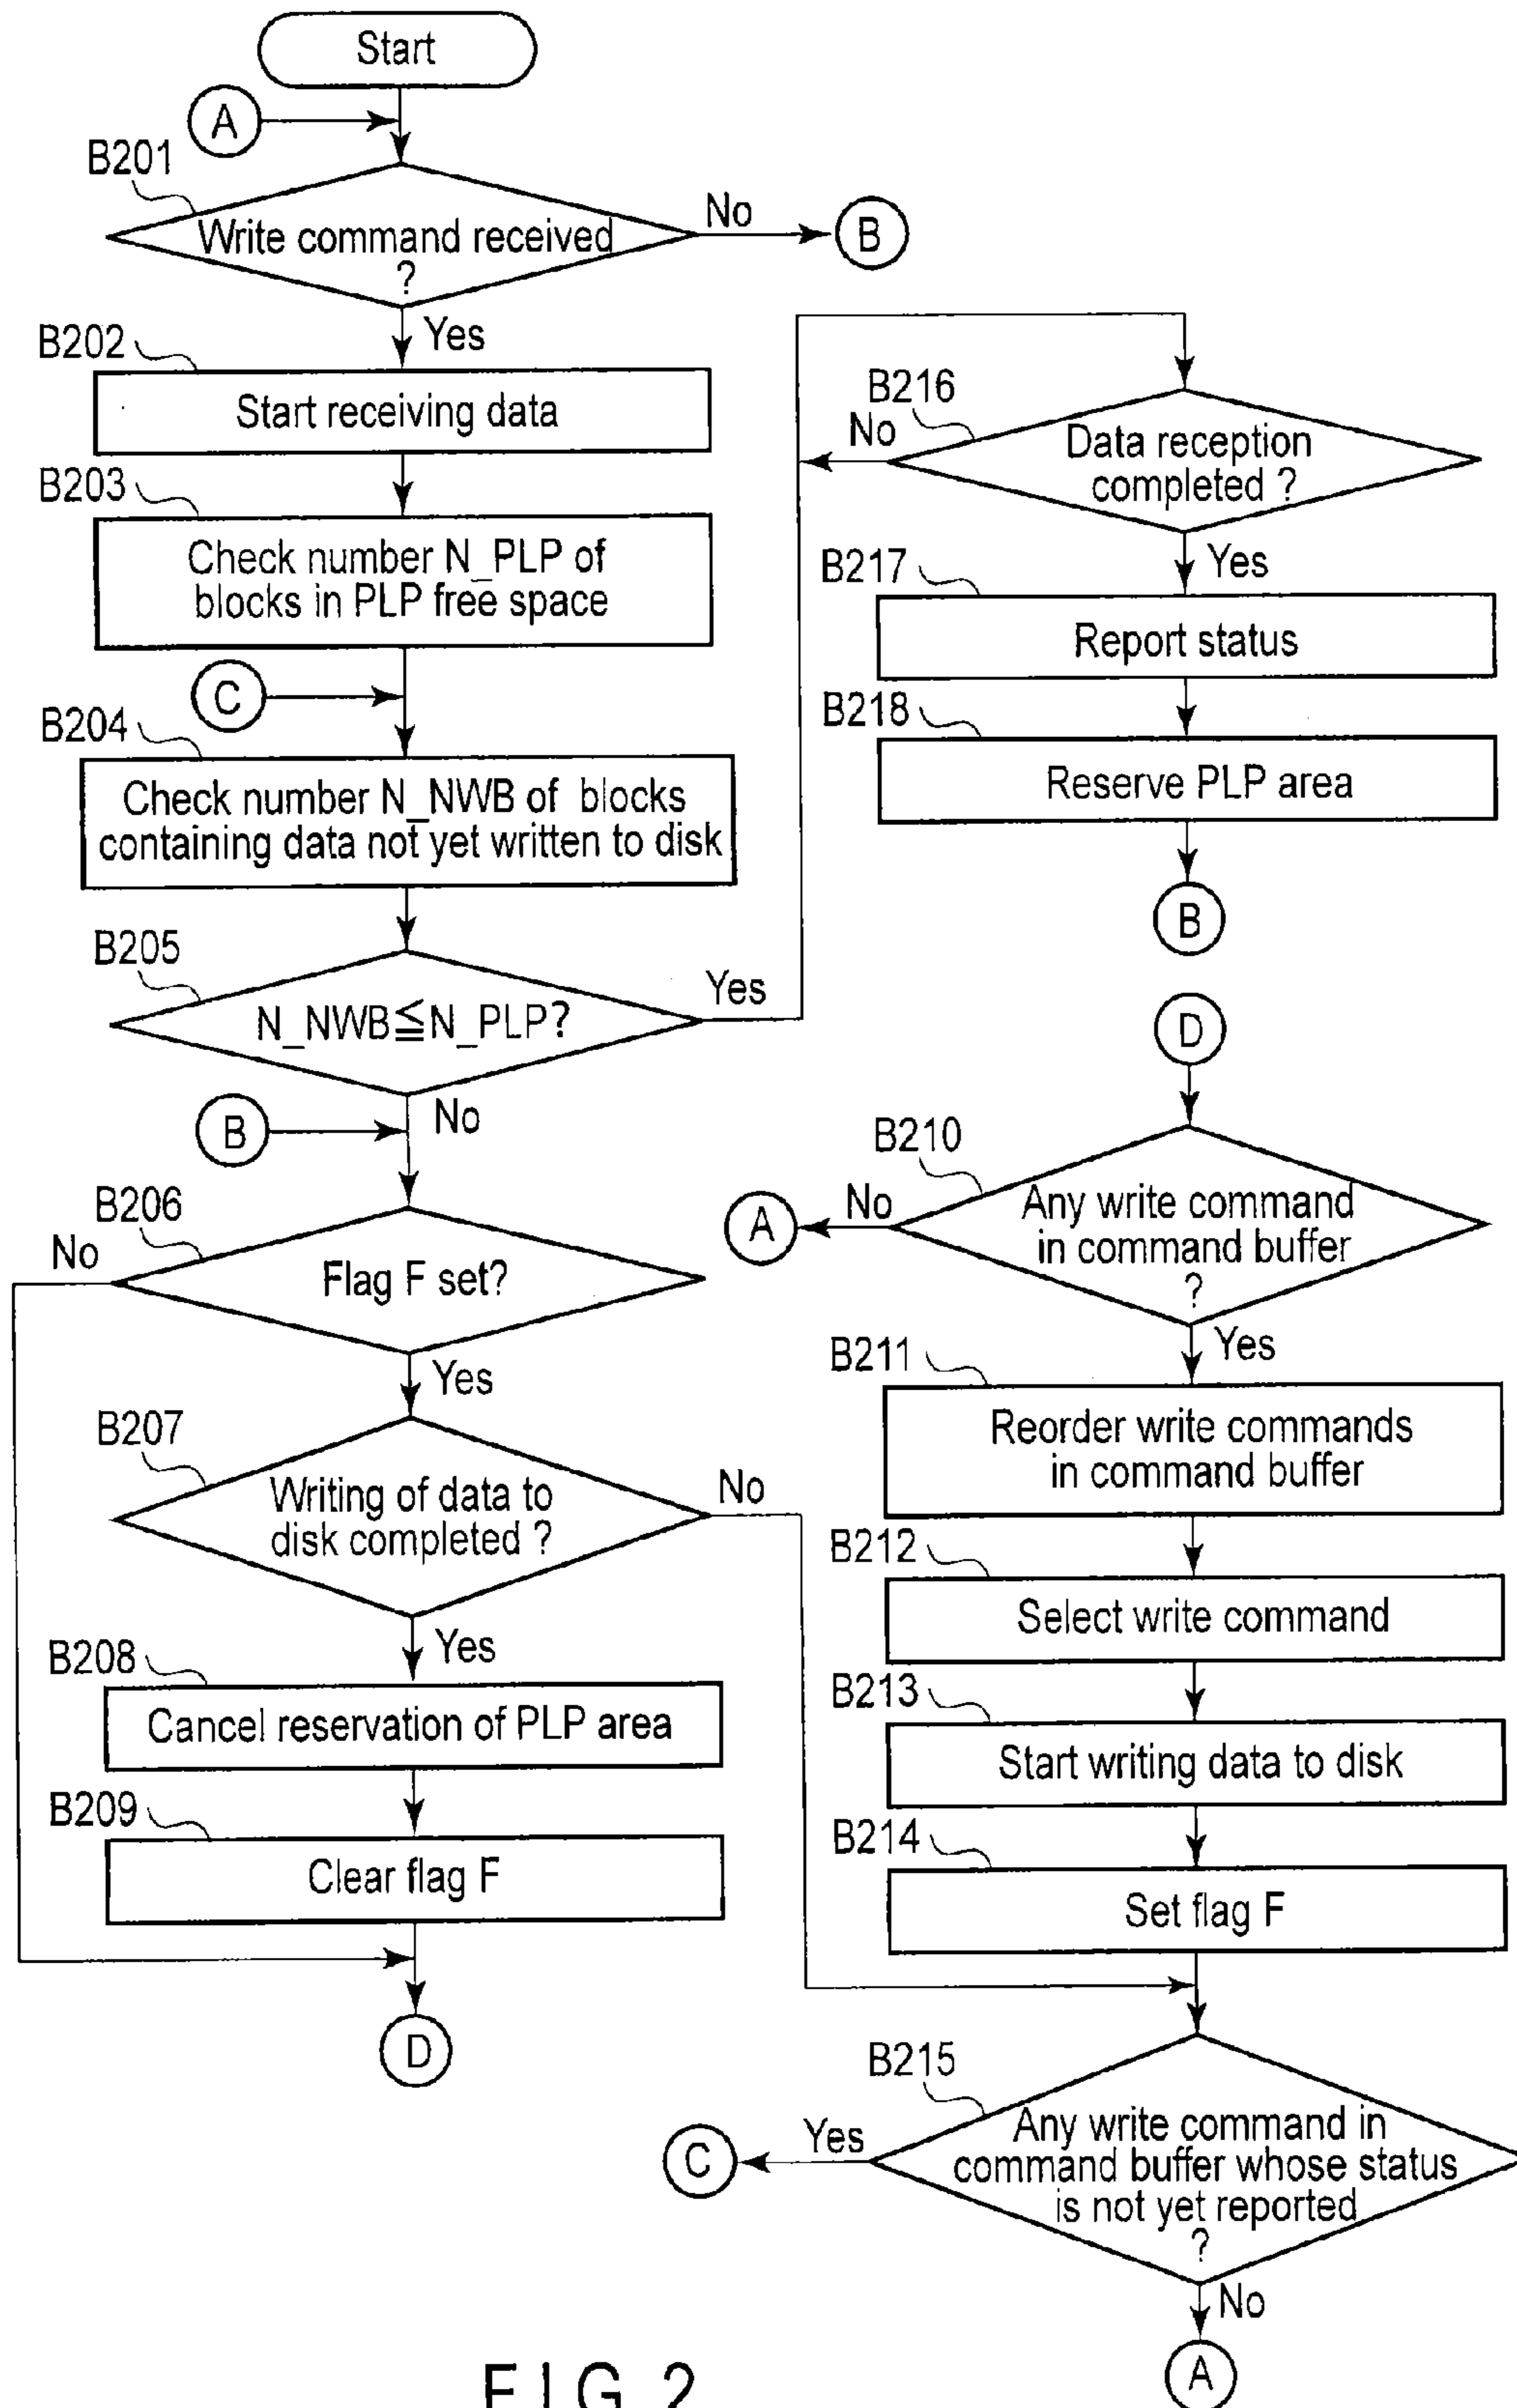 Start
A
B201
Write command received
?
No
B
Yes
B202
Start receiving data
B203
Check number N_PLP of
blocks in PLP free space
C
B204
Check number N_NWB of blocks
containing data not yet written to disk
B205
N_NWB≦N_PLP?
Yes
No
B
B206
No
Flag F set?
Yes
B207
Writing of data to
disk completed ?
No
Yes
B208
Cancel reservation of PLP area
B209
Clear flag F
D
B216
No
Data reception
completed ?
Yes
B217
Report status
B218
Reserve PLP area
B
D
B210
A
No
Any write command
in command buffer
?
Yes
B211
Reorder write commands
in command buffer
B212
Select write command
B213
Start writing data to disk
B214
Set flag F
B215
C
Yes
Any write command in
command buffer whose status
is not yet reported
?
No
A
FIG. 2